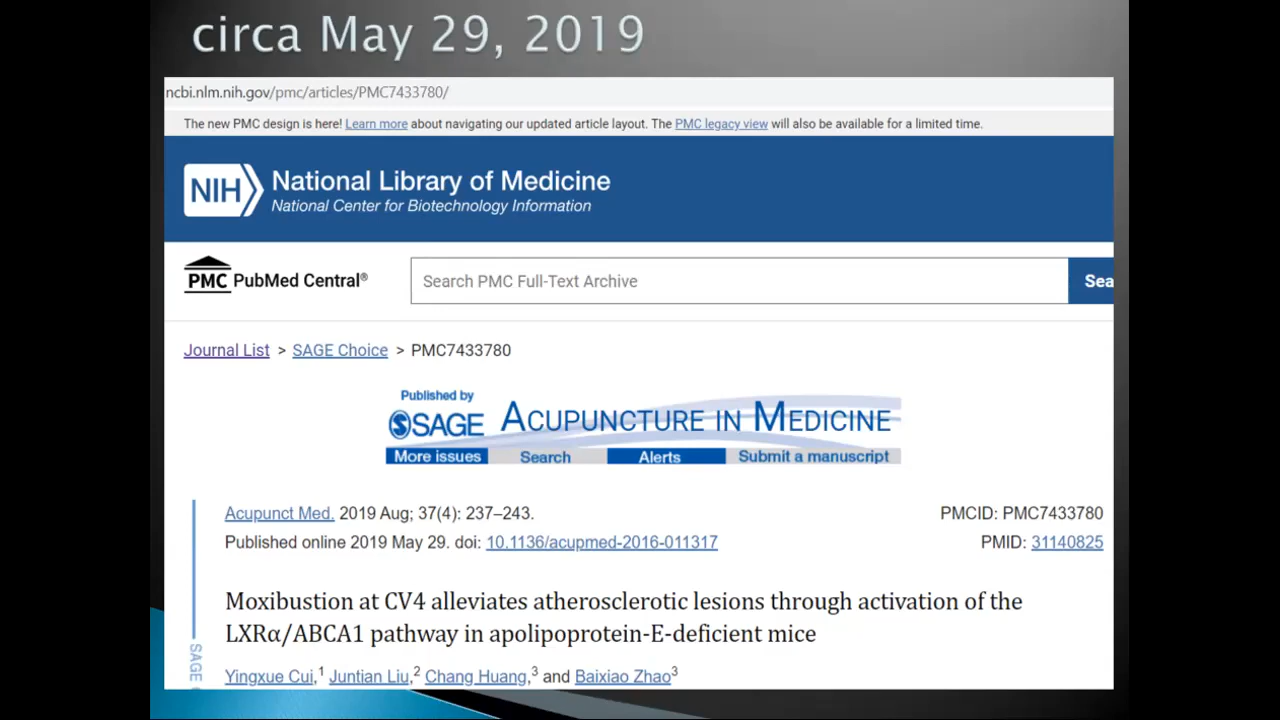 circa May 29, 2019
ncbi.nlm.nih.gov/pmc/articles/PMC7433780/
The new PMC design is here! Learn more about navigating our updated article layout. The PMC legacy view will also be available for a limited time.
NIH National Library of Medicine
National Center for Biotechnology Information
PMC PubMed Central® Search PMC Full-Text Archive Sea
Journal List > SAGE Choice > PMC7433780
Published by
SAGE ACUPUNCTURE IN MEDICINE
More issues Search Alerts Submit a manuscript
Acupunct Med. 2019 Aug; 37(4): 237–243. PMCID: PMC7433780
Published online 2019 May 29. doi: 10.1136/acupmed-2016-011317 PMID: 31140825
Moxibustion at CV4 alleviates atherosclerotic lesions through activation of the
LXRα/ABCA1 pathway in apolipoprotein-E-deficient mice
Yingxue Cui,1 Juntian Liu,2 Chang Huang,3 and Baixiao Zhao3
SAGE